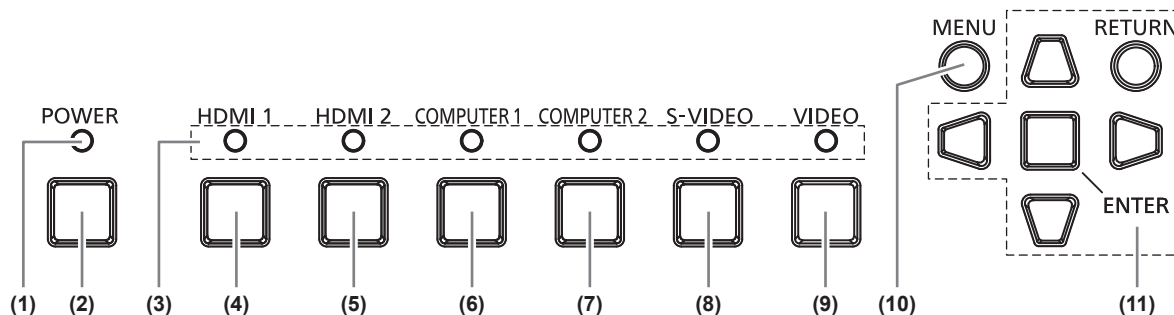 MENU RETURN
POWER HDMI 1 HDMI 2 COMPUTER 1 COMPUTER 2 S-VIDEO VIDEO
ENTER
(1) (2) (3) (4) (5) (6) (7) (8) (9) (10) (11)